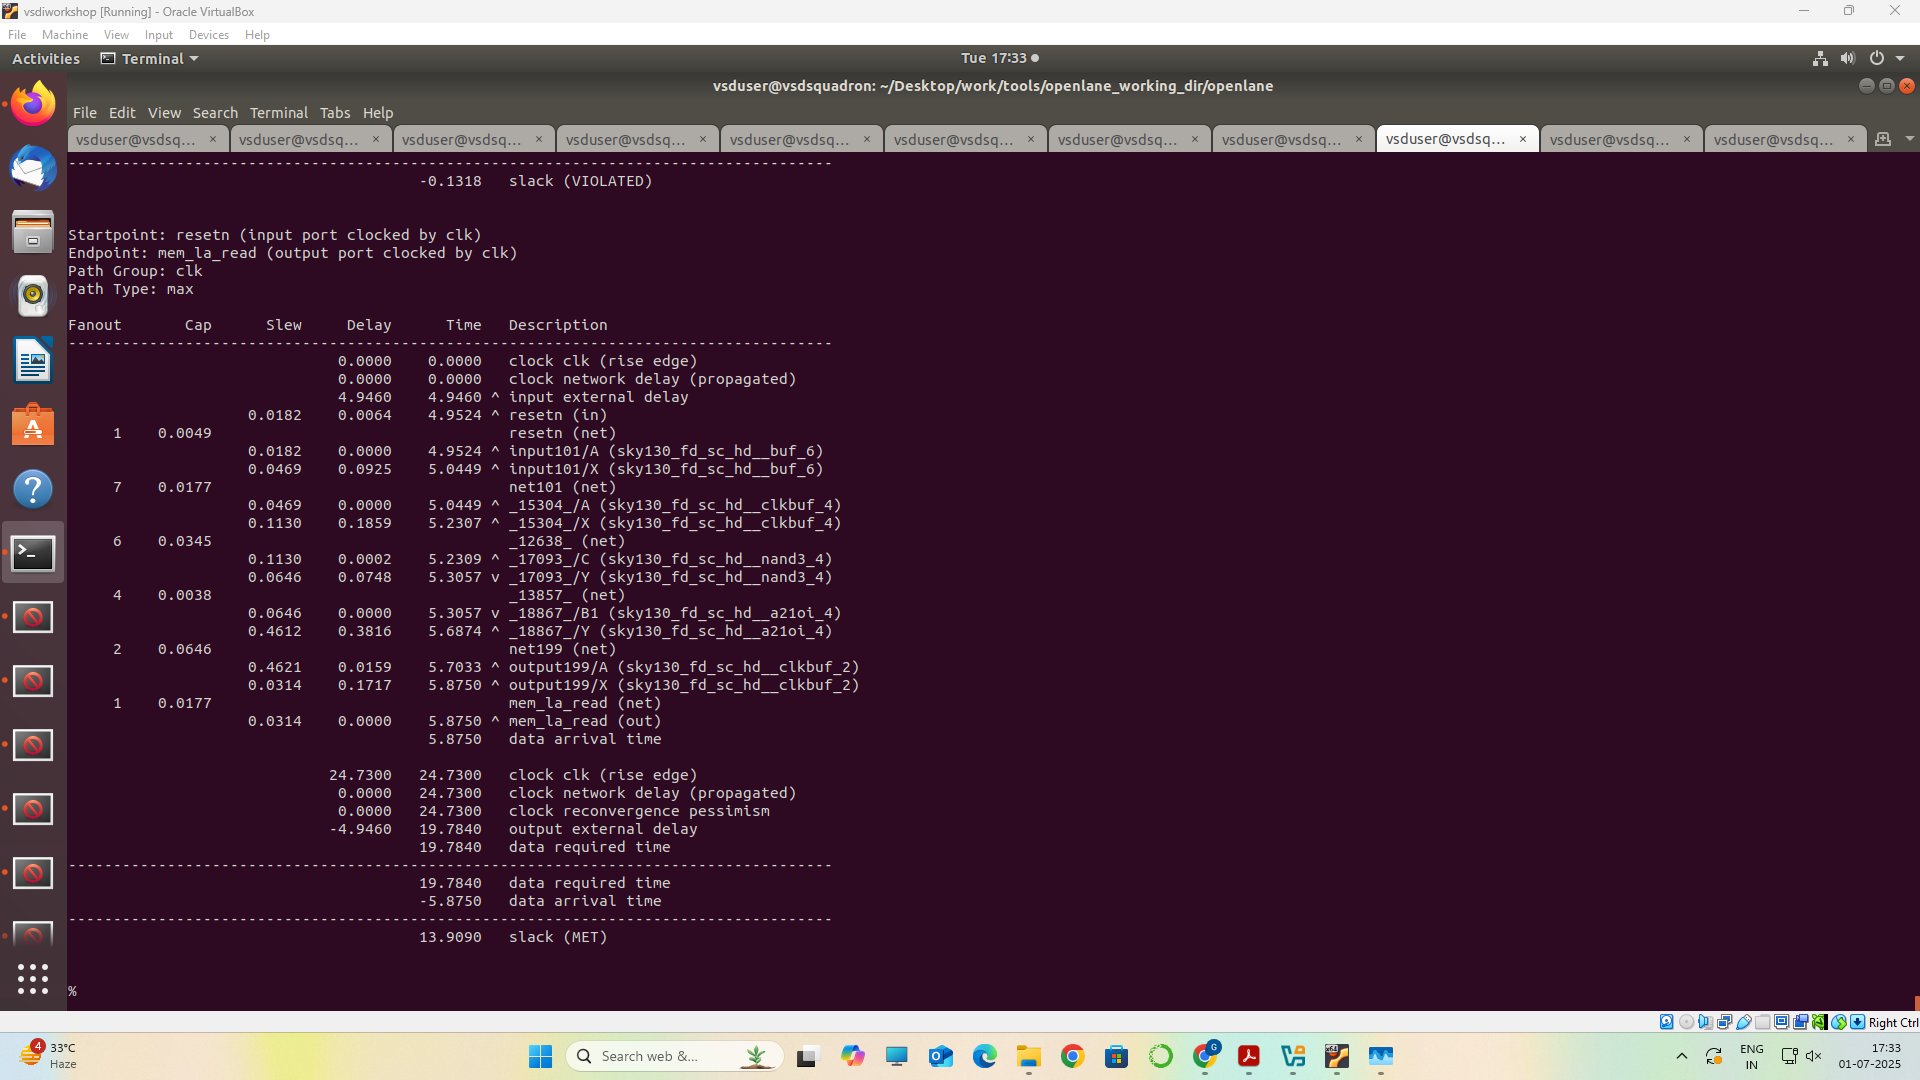 vsdiworkshop [Running] - Oracle VirtualBox
File Machine View Input Devices Help
Activities Terminal Tue 17:33
vsduser@vsdsquadron: ~/Desktop/work/tools/openlane_working_dir/openlane
File Edit View Search Terminal Tabs Help
vsduser@vsdsq... × vsduser@vsdsq... × vsduser@vsdsq... × vsduser@vsdsq... × vsduser@vsdsq... × vsduser@vsdsq... × vsduser@vsdsq... × vsduser@vsdsq... × vsduser@vsdsq... × vsduser@vsdsq... × vsduser@vsdsq... ×
-------------------------------------------------------------------------------------
-0.1318 slack (VIOLATED)
Startpoint: resetn (input port clocked by clk)
Endpoint: mem_la_read (output port clocked by clk)
Path Group: clk
Path Type: max
Fanout Cap Slew Delay Time Description
-------------------------------------------------------------------------------------
0.0000 0.0000 clock clk (rise edge)
0.0000 0.0000 clock network delay (propagated)
4.9460 4.9460 ^ input external delay
0.0182 0.0064 4.9524 ^ resetn (in)
1 0.0049 resetn (net)
0.0182 0.0000 4.9524 ^ input101/A (sky130_fd_sc_hd__buf_6)
0.0469 0.0925 5.0449 ^ input101/X (sky130_fd_sc_hd__buf_6)
7 0.0177 net101 (net)
0.0469 0.0000 5.0449 ^ _15304_/A (sky130_fd_sc_hd__clkbuf_4)
0.1130 0.1859 5.2307 ^ _15304_/X (sky130_fd_sc_hd__clkbuf_4)
6 0.0345 _12638_ (net)
0.1130 0.0002 5.2309 ^ _17093_/C (sky130_fd_sc_hd__nand3_4)
0.0646 0.0748 5.3057 v _17093_/Y (sky130_fd_sc_hd__nand3_4)
4 0.0038 _13857_ (net)
0.0646 0.0000 5.3057 v _18867_/B1 (sky130_fd_sc_hd__a21oi_4)
0.4612 0.3816 5.6874 ^ _18867_/Y (sky130_fd_sc_hd__a21oi_4)
2 0.0646 net199 (net)
0.4621 0.0159 5.7033 ^ output199/A (sky130_fd_sc_hd__clkbuf_2)
0.0314 0.1717 5.8750 ^ output199/X (sky130_fd_sc_hd__clkbuf_2)
1 0.0177 mem_la_read (net)
0.0314 0.0000 5.8750 ^ mem_la_read (out)
5.8750 data arrival time
24.7300 24.7300 clock clk (rise edge)
0.0000 24.7300 clock network delay (propagated)
0.0000 24.7300 clock reconvergence pessimism
-4.9460 19.7840 output external delay
19.7840 data required time
-------------------------------------------------------------------------------------
19.7840 data required time
-5.8750 data arrival time
-------------------------------------------------------------------------------------
13.9090 slack (MET)
%
Right Ctrl
4 33°C
Haze
Search web &...
G
ENG
IN
17:33
01-07-2025